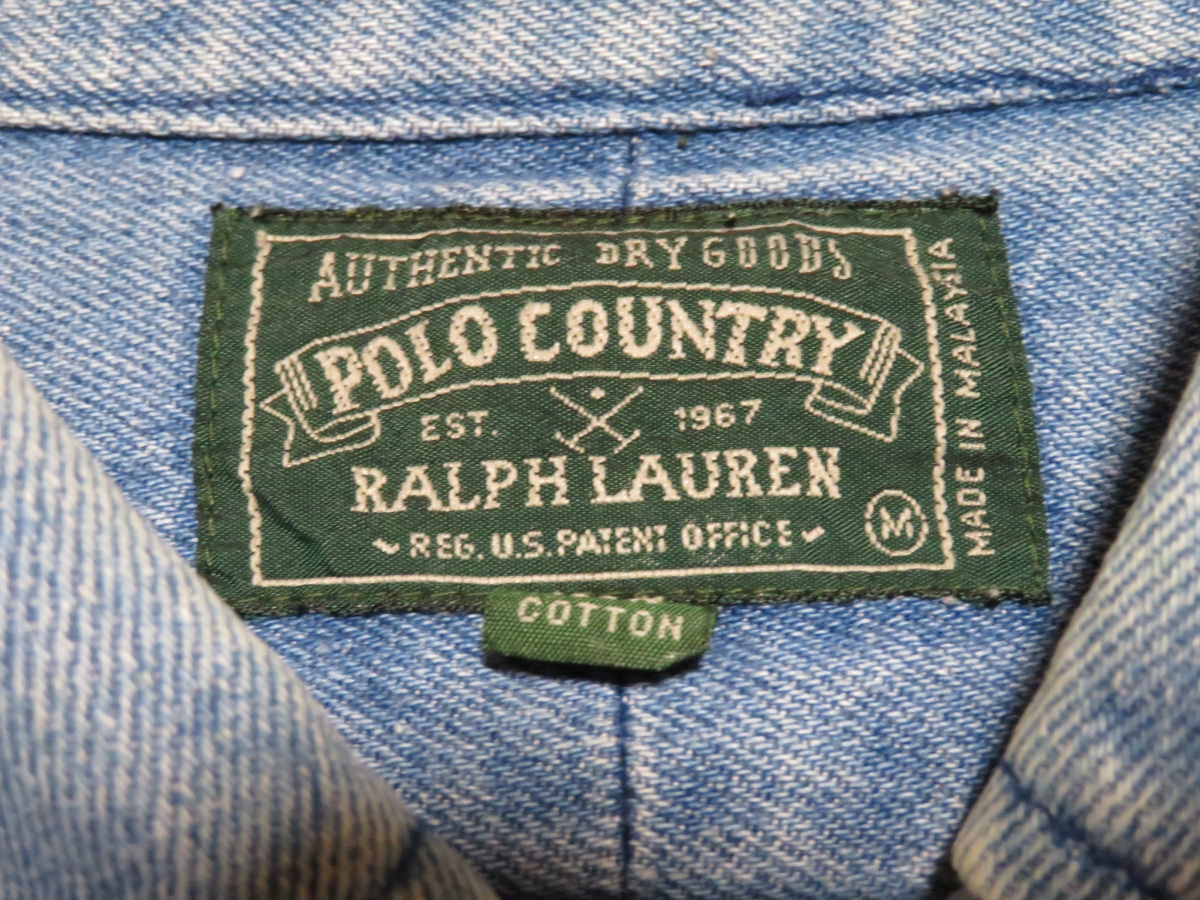 AUTHENTIC DRY GOODS
POLO COUNTRY
EST. 1967
RALPH LAUREN
REG. U.S. PATENT OFFICE
M
MADE IN MALAYSIA
COTTON